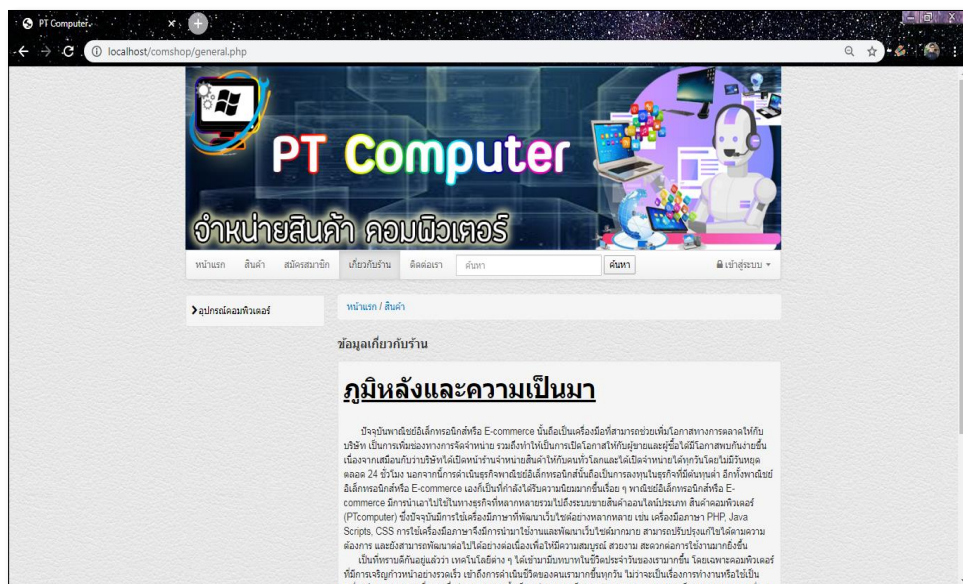 PT Computer
localhost/comshop/general.php
PT Computer
จำหน่ายสินค้า คอมพิวเตอร์
หน้าแรก สินค้า สมัครสมาชิก เกี่ยวกับร้าน ติดต่อเรา ค้นหา ค้นหา เข้าสู่ระบบ
อุปกรณ์คอมพิวเตอร์
หน้าแรก / สินค้า
ข้อมูลเกี่ยวกับร้าน
ภูมิหลังและความเป็นมา
ปัจจุบันพาณิชย์อิเล็กทรอนิกส์หรือ E-commerce นั้นถือเป็นเครื่องมือที่สามารถช่วยเพิ่มโอกาสทางการตลาดให้กับ
บริษัท เป็นการเพิ่มช่องทางการจัดจำหน่าย รวมถึงทำให้เป็นการเปิดโอกาสให้กับผู้ขายและผู้ซื้อได้มีโอกาสพบกันง่ายขึ้น
เนื่องจากเสมือนกับว่าบริษัทได้เปิดหน้าร้านจำหน่ายสินค้าให้กับคนทั่วโลกและได้เปิดจำหน่ายได้ทุกวันโดยไม่มีวันหยุด
ตลอด 24 ชั่วโมง นอกจากนี้การดำเนินธุรกิจพาณิชย์อิเล็กทรอนิกส์นั้นถือเป็นการลงทุนในธุรกิจที่มีต้นทุนต่ำ อีกทั้งพาณิชย์
อิเล็กทรอนิกส์หรือ E-commerce เองก็เป็นที่กำลังได้รับความนิยมมากขึ้นเรื่อย ๆ พาณิชย์อิเล็กทรอนิกส์หรือ E-
commerce มีการนำเอาไปใช้ในทางธุรกิจที่หลากหลายรวมไปถึงระบบขายสินค้าออนไลน์ประเภท สินค้าคอมพิวเตอร์
(PTcomputer) ซึ่งปัจจุบันมีการใช้เครื่องมือภาษาที่พัฒนาเว็บไซต์อย่างหลากหลาย เช่น เครื่องมือภาษา PHP, Java
Scripts, CSS การใช้เครื่องมือภาษาจึงมีการนำมาใช้งานและพัฒนาเว็บไซต์มากมาย สามารถปรับปรุงแก้ไขได้ตามความ
ต้องการ และยังสามารถพัฒนาต่อไปได้อย่างต่อเนื่องเพื่อให้มีความสมบูรณ์ สวยงาม สะดวกต่อการใช้งานมากยิ่งขึ้น
เป็นที่ทราบดีกันอยู่แล้วว่า เทคโนโลยีต่าง ๆ ได้เข้ามามีบทบาทในชีวิตประจำวันของเรามากขึ้น โดยเฉพาะคอมพิวเตอร์
ที่มีการเจริญก้าวหน้าอย่างรวดเร็ว เข้าถึงการดำเนินชีวิตของคนเรามากขึ้นทุกวัน ไม่ว่าจะเป็นเรื่องการทำงานหรือใช้เป็น